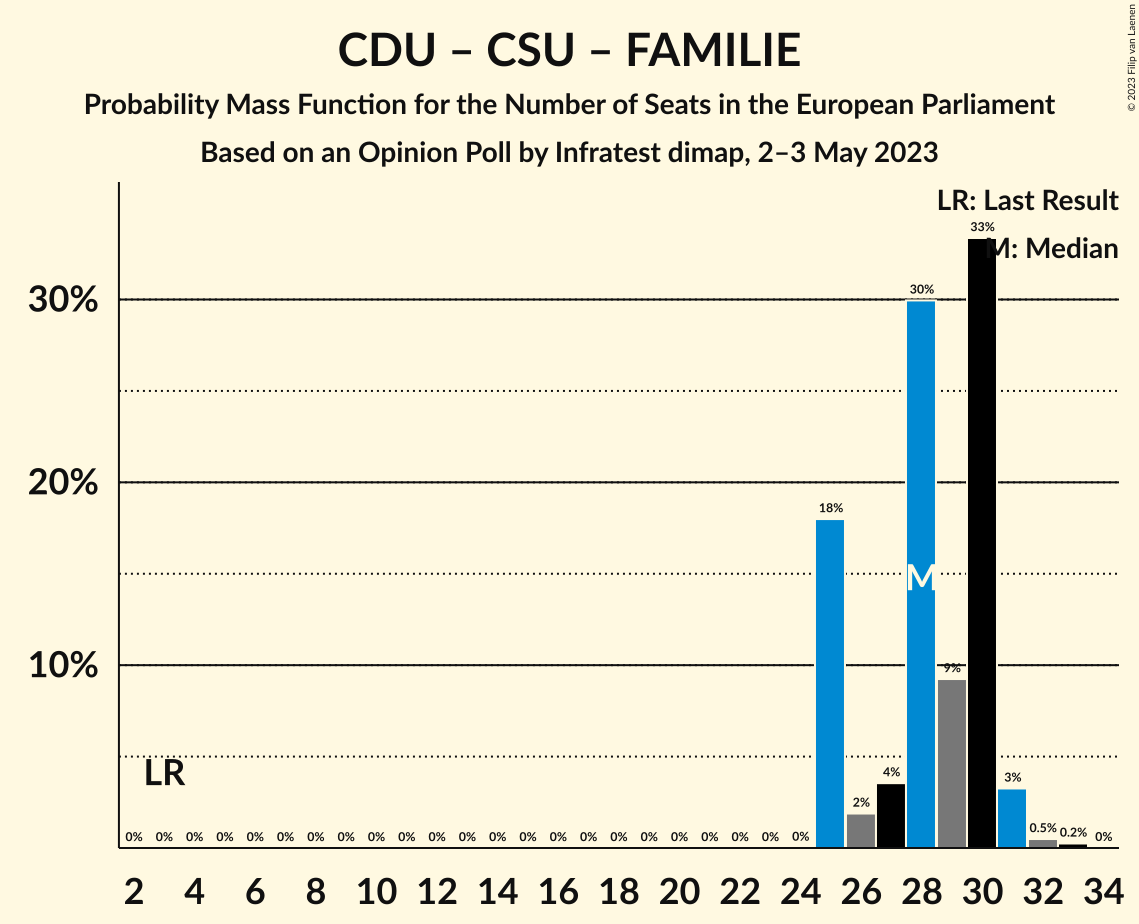 CDU – CSU – FAMILIE
Probability Mass Function for the Number of Seats in the European Parliament
Based on an Opinion Poll by Infratest dimap, 2–3 May 2023
© 2023 Filip van Laenen
LR: Last Result
M: Median
33%
30%
30%
20%
18%
M
10%
9%
LR
4%
3%
2%
0.5%
0.2%
0% 0% 0% 0% 0% 0% 0% 0% 0% 0% 0% 0% 0% 0% 0% 0% 0% 0% 0% 0% 0% 0% 0% 0%
2 4 6 8 10 12 14 16 18 20 22 24 26 28 30 32 34